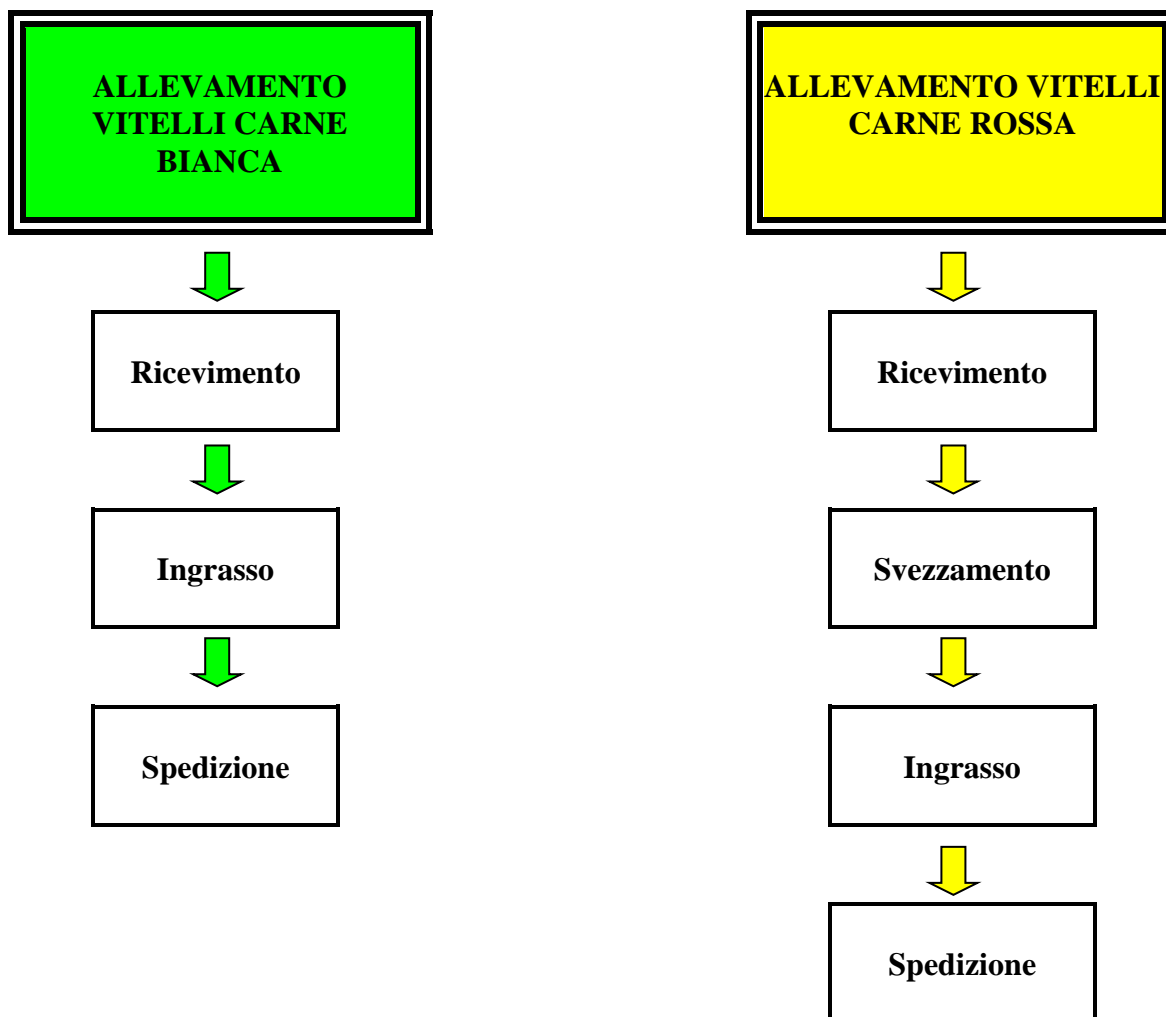 ALLEVAMENTO
VITELLI CARNE
BIANCA
Ricevimento
Ingrasso
Spedizione
ALLEVAMENTO VITELLI
CARNE ROSSA
Ricevimento
Svezzamento
Ingrasso
Spedizione